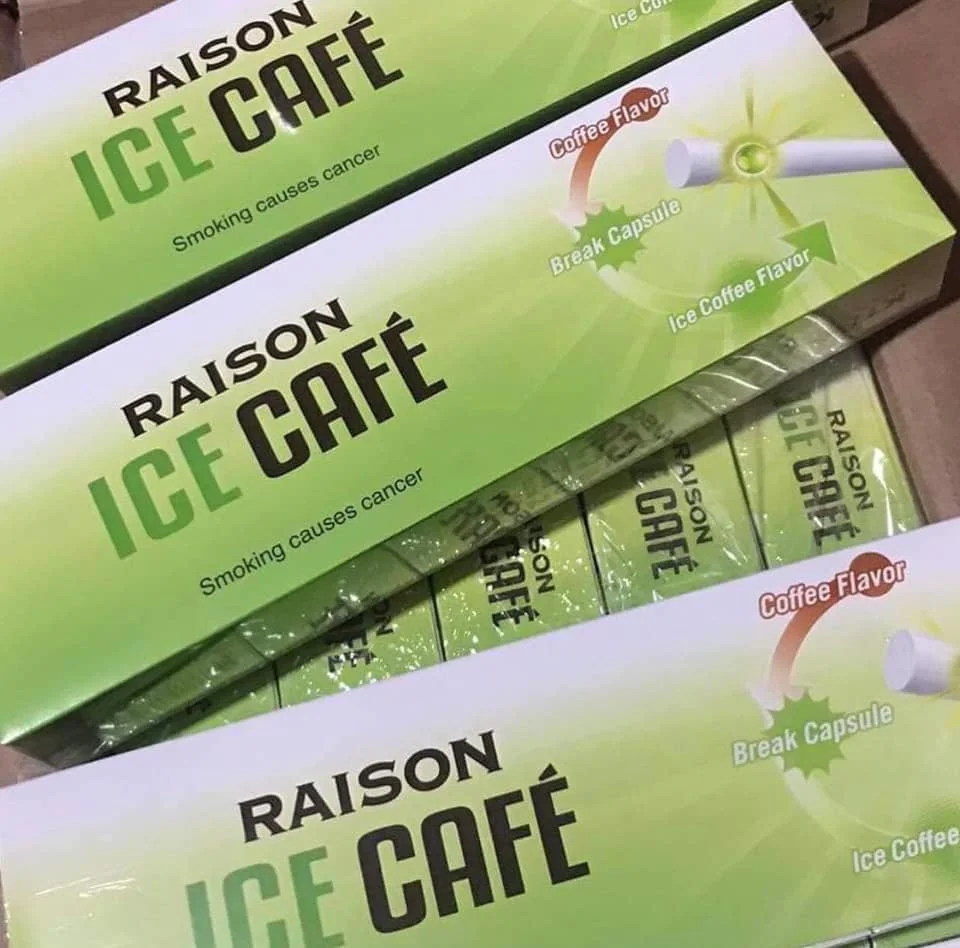 RAISON
ICE CAFÉ
Smoking causes cancer
RAISON
ICE CAFÉ
Smoking causes cancer
Coffee Flavor
Break Capsule
Ice Coffee Flavor
RAISON
ICE CAFÉ
RAISON
CAFÉ
CAFÉ
RAISON
ICE CAFÉ
Coffee Flavor
Break Capsule
Ice Coffee